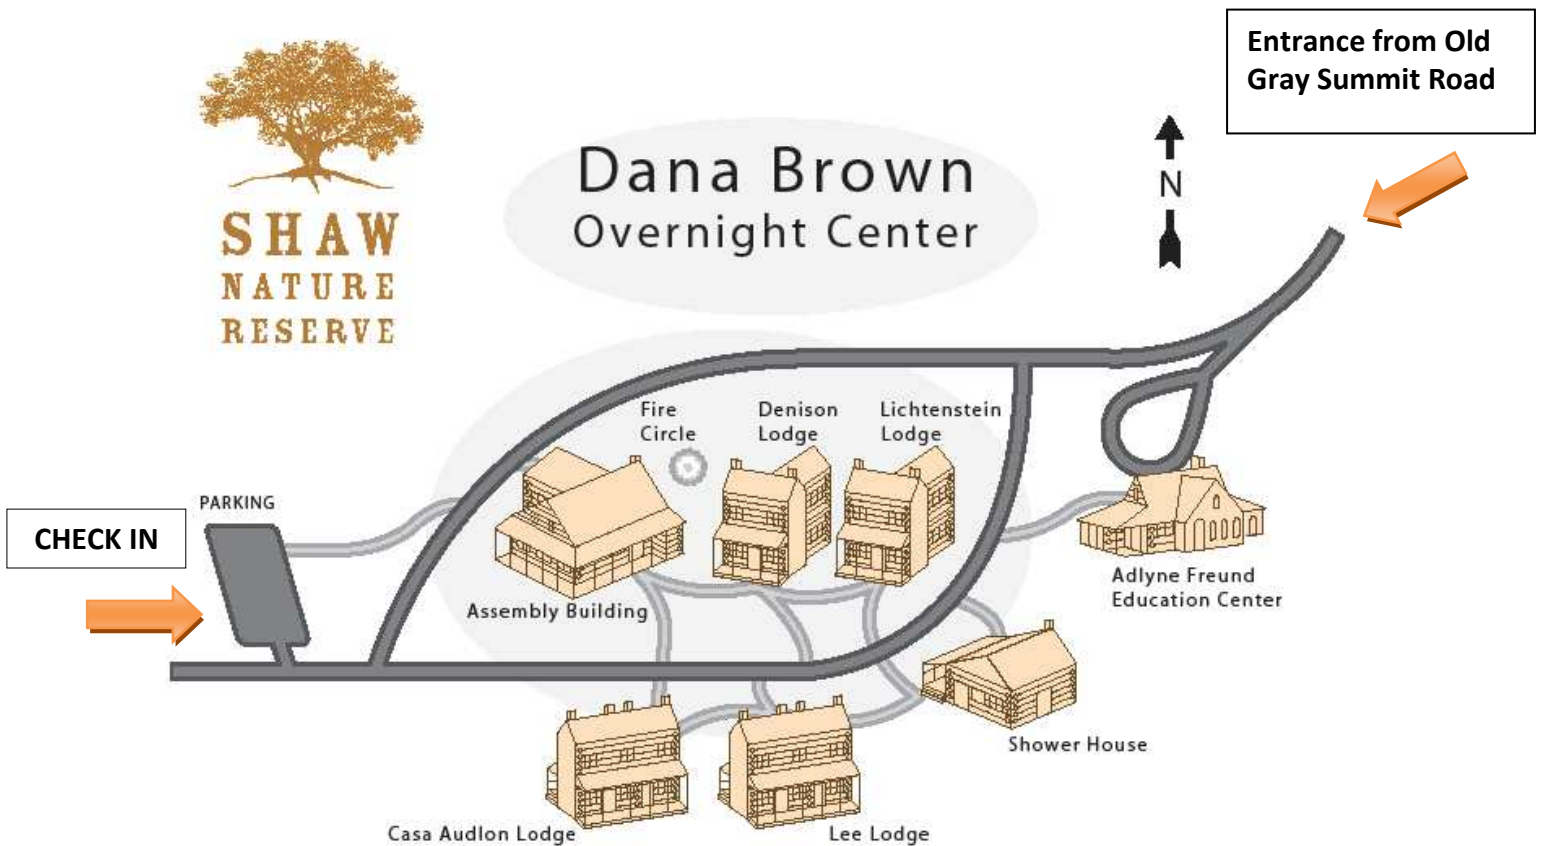 Entrance from Old
Gray Summit Road
SHAW
NATURE
RESERVE
Dana Brown
Overnight Center
N
Fire
Circle
Denison
Lodge
Lichtenstein
Lodge
PARKING
CHECK IN
Assembly Building
Adlyne Freund
Education Center
Shower House
Casa Audlon Lodge
Lee Lodge